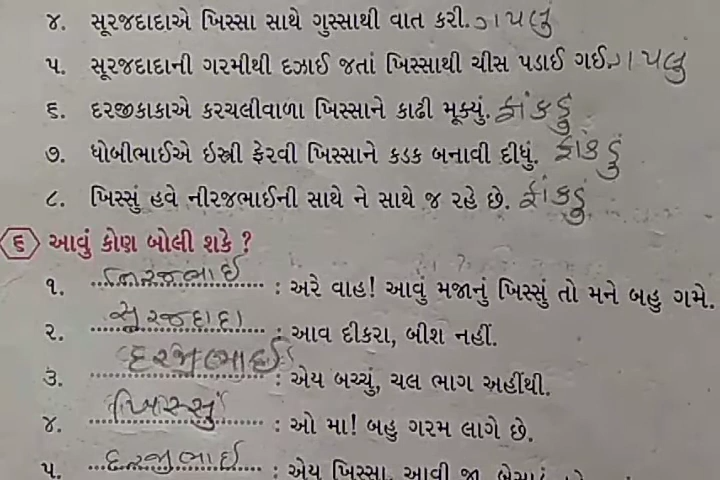 ૪. સૂરજદાદાએ ખિસ્સા સાથે ગુસ્સાથી વાત કરી. ગપલું
૫. સૂરજદાદાની ગરમીથી દઝાઈ જતાં ખિસ્સાથી ચીસ પડાઈ ગઈ. ગપલું
૬. દરજીકાકાએ કરચલીવાળા ખિસ્સાને કાઢી મૂક્યું. ફાંકડું
૭. ધોબીભાઈએ ઇસ્ત્રી ફેરવી ખિસ્સાને કડક બનાવી દીધું. ફાંકડું
૮. ખિસ્સું હવે નીરજભાઈની સાથે ને સાથે જ રહે છે. ફાંકડું
૬ આવું કોણ બોલી શકે ?
૧. નિરજભાઈ : અરે વાહ! આવું મજાનું ખિસ્સું તો મને બહુ ગમે.
૨. સુરજદાદા : આવ દીકરા, બીશ નહીં.
૩. દરજીભાઈ : એય બચ્ચું, ચલ ભાગ અહીંથી.
૪. ખિસ્સું : ઓ મા! બહુ ગરમ લાગે છે.
૫. દરજીભાઈ : એય ખિસ્સા, આવી જા,